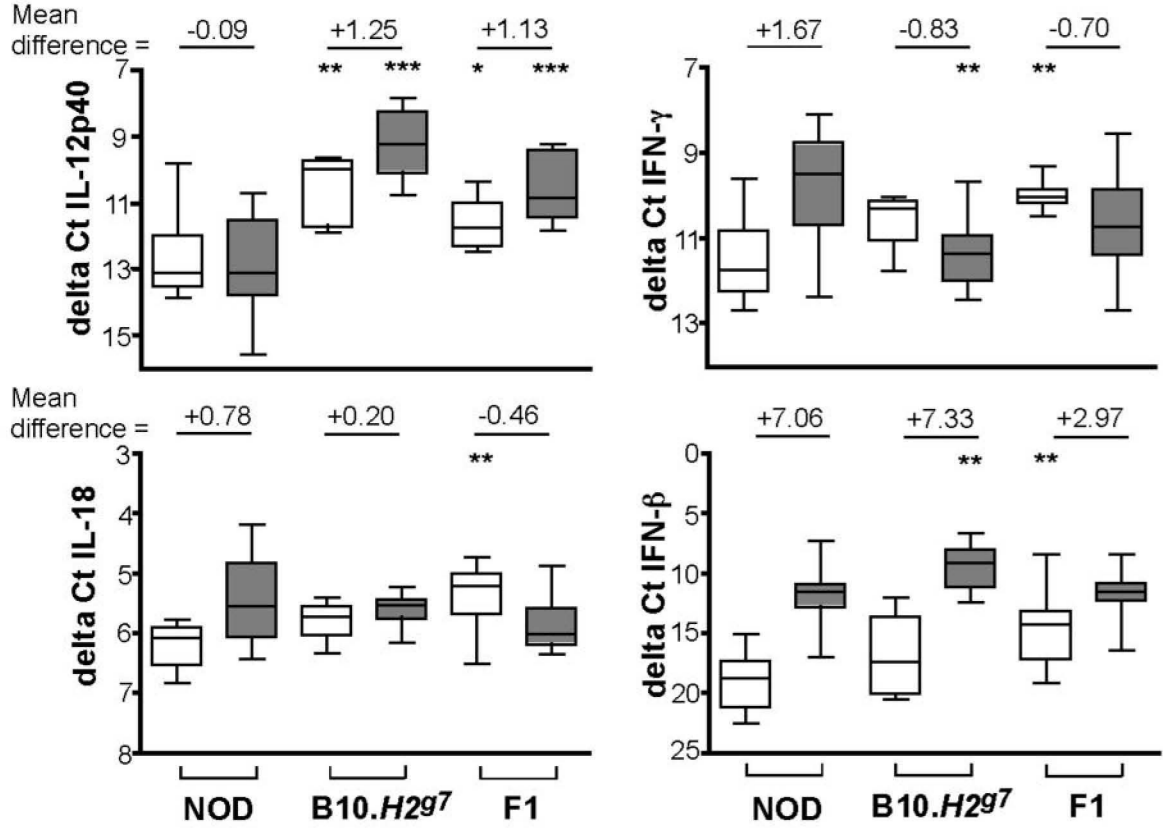 Mean
difference =
-0.09
+1.25
+1.13
** *** * ***
delta Ct IL-12p40
7
9
11
13
15
+1.67
-0.83
-0.70
** **
delta Ct IFN-γ
7
9
11
13
Mean
difference =
+0.78
+0.20
-0.46
**
delta Ct IL-18
3
4
5
6
7
8
NOD
B10.H2g7
F1
+7.06
+7.33
+2.97
** **
delta Ct IFN-β
0
5
10
15
20
25
NOD
B10.H2g7
F1